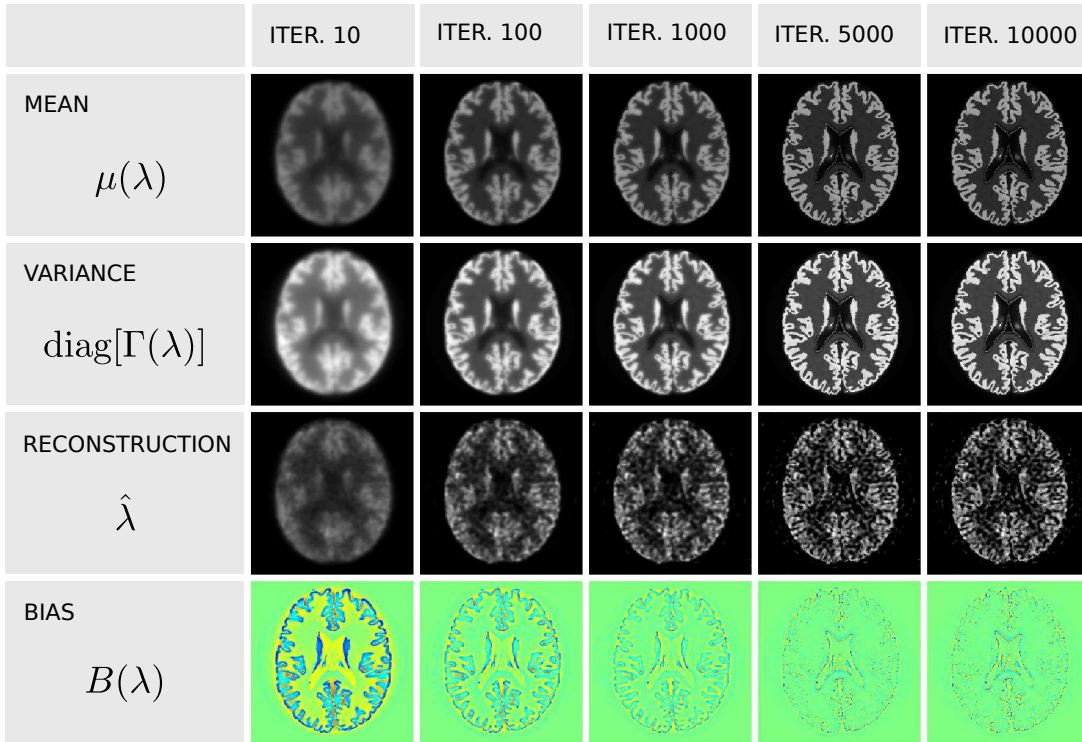 ITER. 10 ITER. 100 ITER. 1000 ITER. 5000 ITER. 10000
MEAN
μ(λ)
VARIANCE
diag[Γ(λ)]
RECONSTRUCTION
λ̂
BIAS
B(λ)